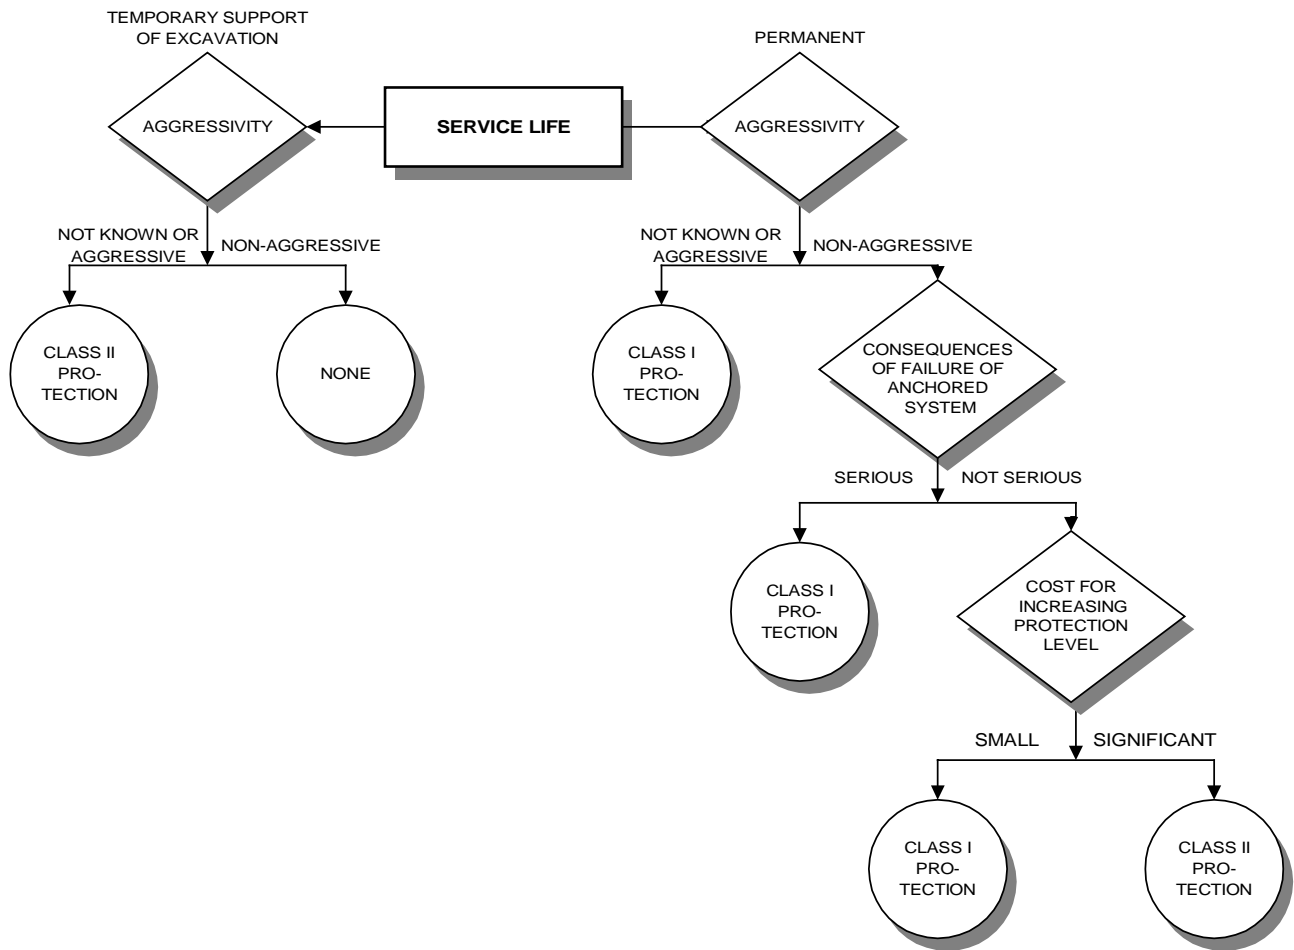 TEMPORARY SUPPORT
OF EXCAVATION
PERMANENT
AGGRESSIVITY
SERVICE LIFE
AGGRESSIVITY
NOT KNOWN OR
AGGRESSIVE
NON-AGGRESSIVE
NOT KNOWN OR
AGGRESSIVE
NON-AGGRESSIVE
CLASS II
PRO-
TECTION
NONE
CLASS I
PRO-
TECTION
CONSEQUENCES
OF FAILURE OF
ANCHORED
SYSTEM
SERIOUS
NOT SERIOUS
CLASS I
PRO-
TECTION
COST FOR
INCREASING
PROTECTION
LEVEL
SMALL
SIGNIFICANT
CLASS I
PRO-
TECTION
CLASS II
PRO-
TECTION